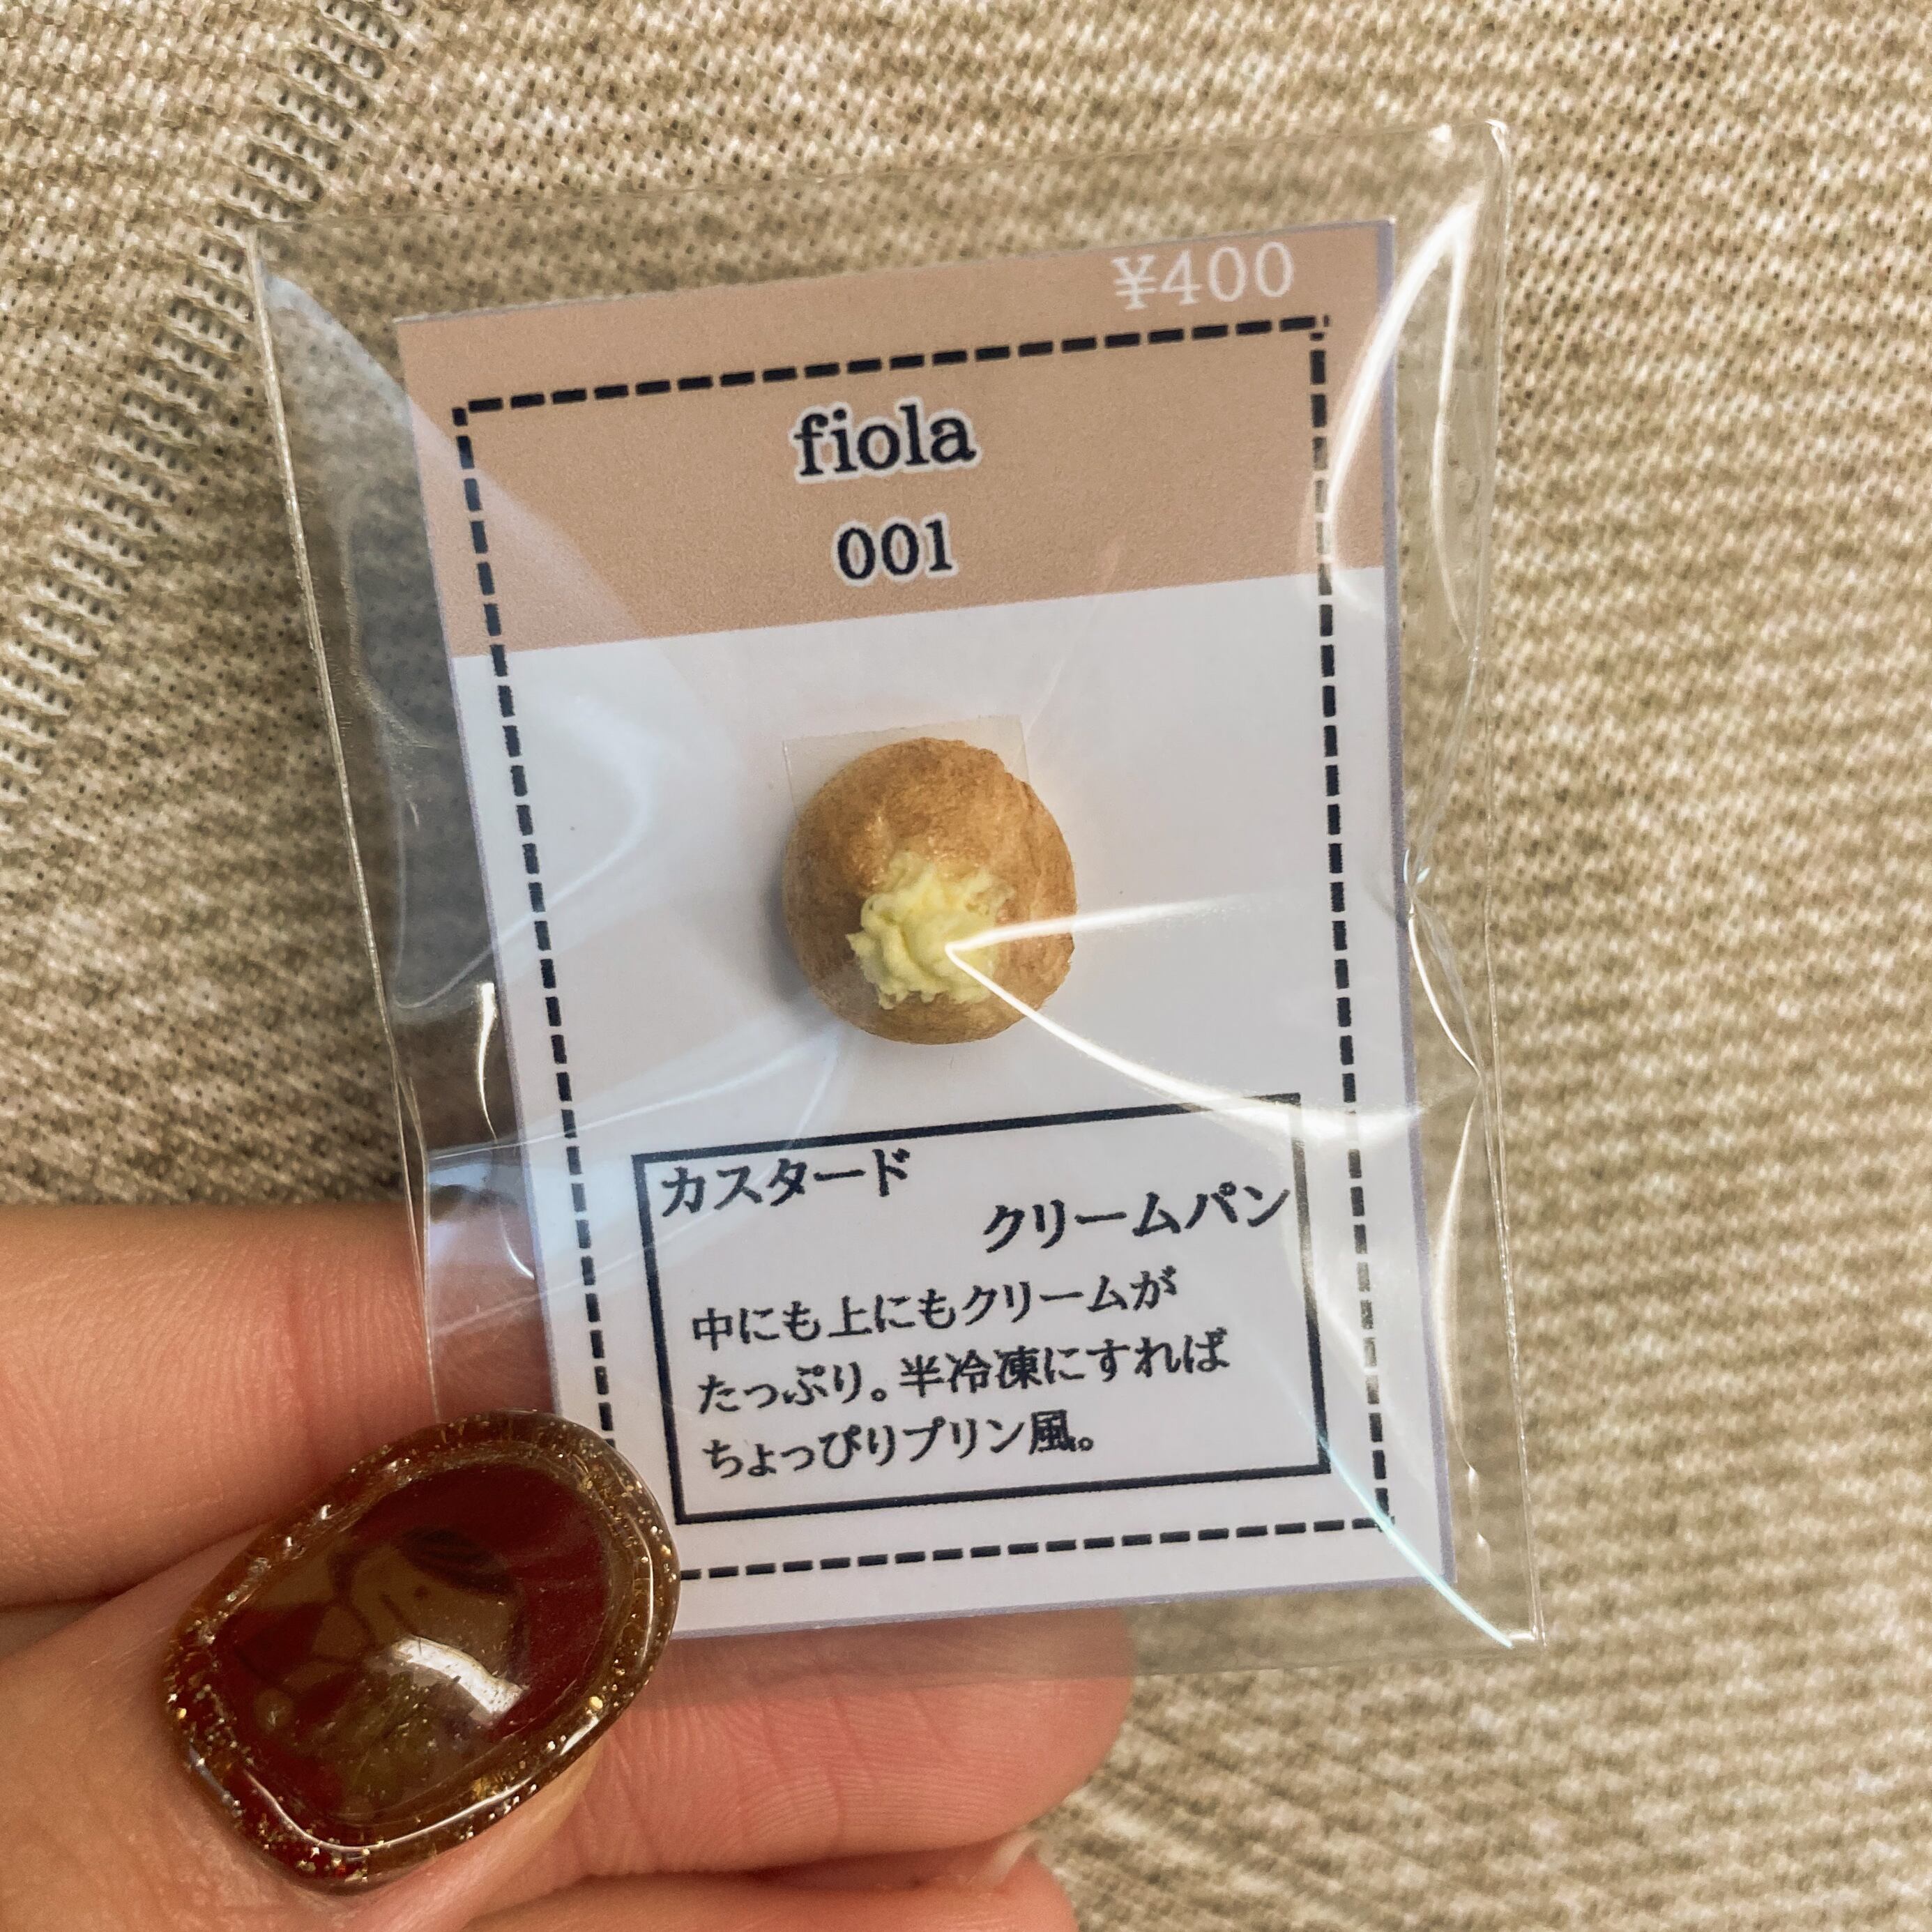 ¥400
fiola
001
カスタード
クリームパン
中にも上にもクリームが
たっぷり。半冷凍にすれば
ちょっぴりプリン風。